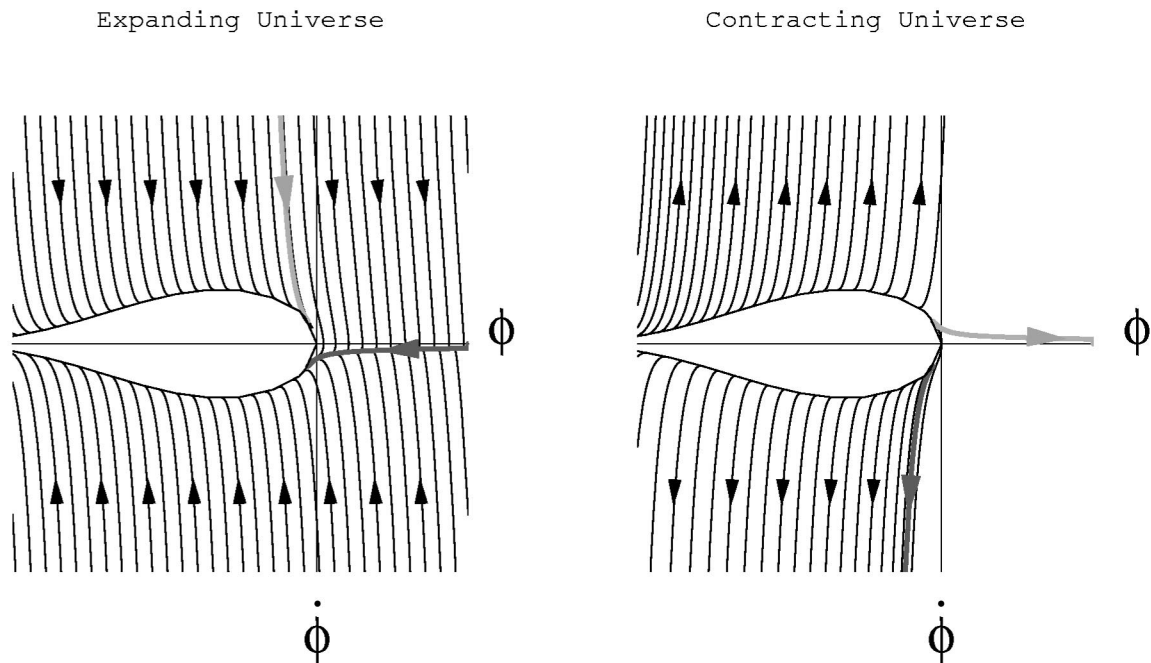 Expanding Universe
Contracting Universe
ϕ
ϕ
ϕ̇
ϕ̇